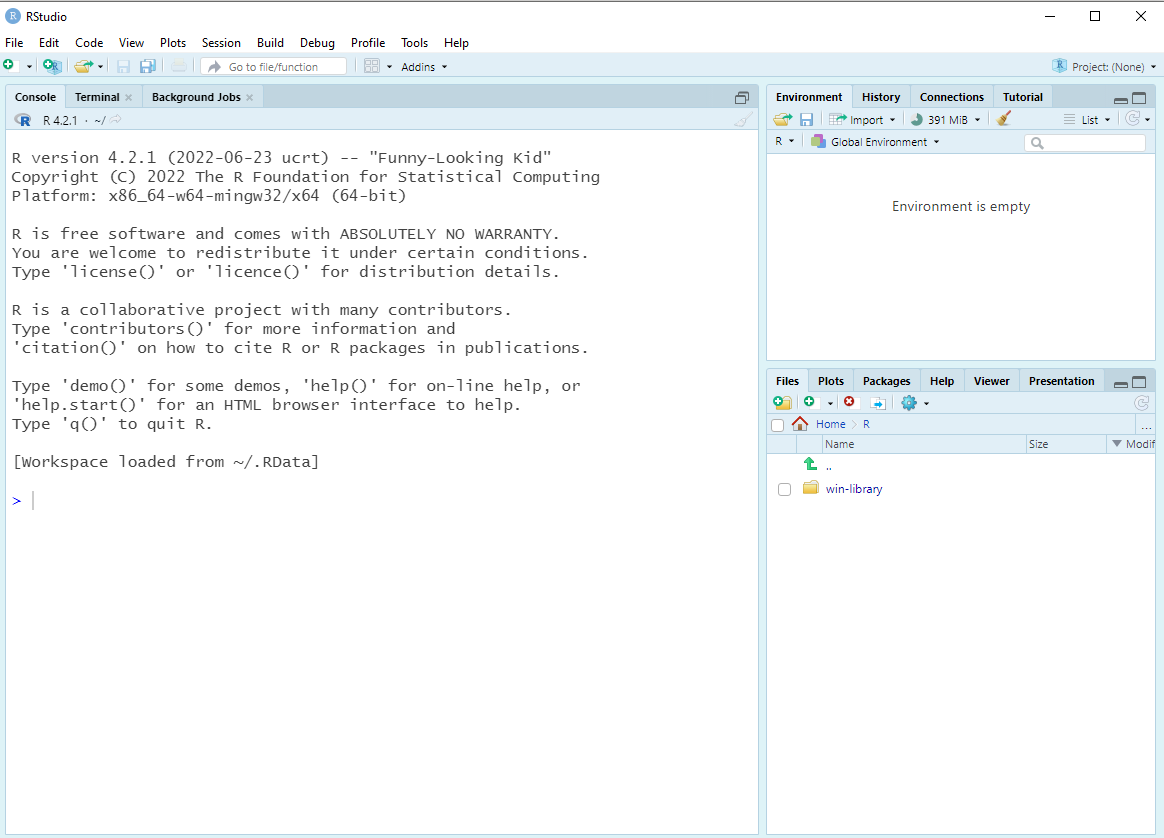 RStudio
File Edit Code View Plots Session Build Debug Profile Tools Help
Go to file/function Addins Project: (None)
Console Terminal Background Jobs
R 4.2.1 · ~/
R version 4.2.1 (2022-06-23 ucrt) -- "Funny-Looking Kid"
Copyright (C) 2022 The R Foundation for Statistical Computing
Platform: x86_64-w64-mingw32/x64 (64-bit)
R is free software and comes with ABSOLUTELY NO WARRANTY.
You are welcome to redistribute it under certain conditions.
Type 'license()' or 'licence()' for distribution details.
R is a collaborative project with many contributors.
Type 'contributors()' for more information and
'citation()' on how to cite R or R packages in publications.
Type 'demo()' for some demos, 'help()' for on-line help, or
'help.start()' for an HTML browser interface to help.
Type 'q()' to quit R.
[Workspace loaded from ~/.RData]
>
Environment History Connections Tutorial
Import 391 MiB List
R Global Environment
Environment is empty
Files Plots Packages Help Viewer Presentation
Home R ...
Name Size Modif
..
win-library